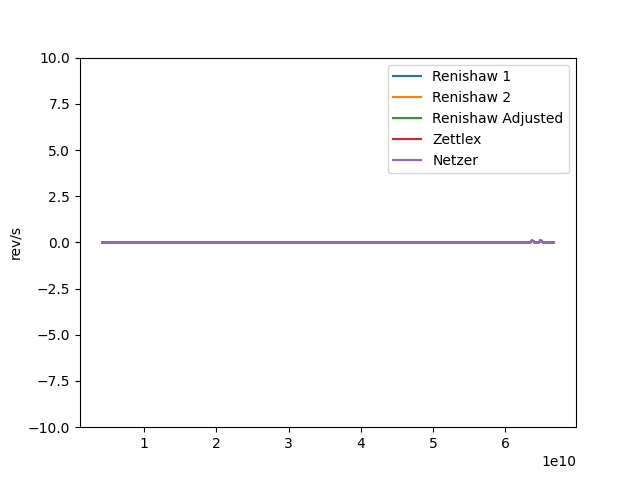 10.0
7.5
5.0
2.5
0.0
−2.5
−5.0
−7.5
−10.0
rev/s
Renishaw 1
Renishaw 2
Renishaw Adjusted
Zettlex
Netzer
1 2 3 4 5 6
1e10